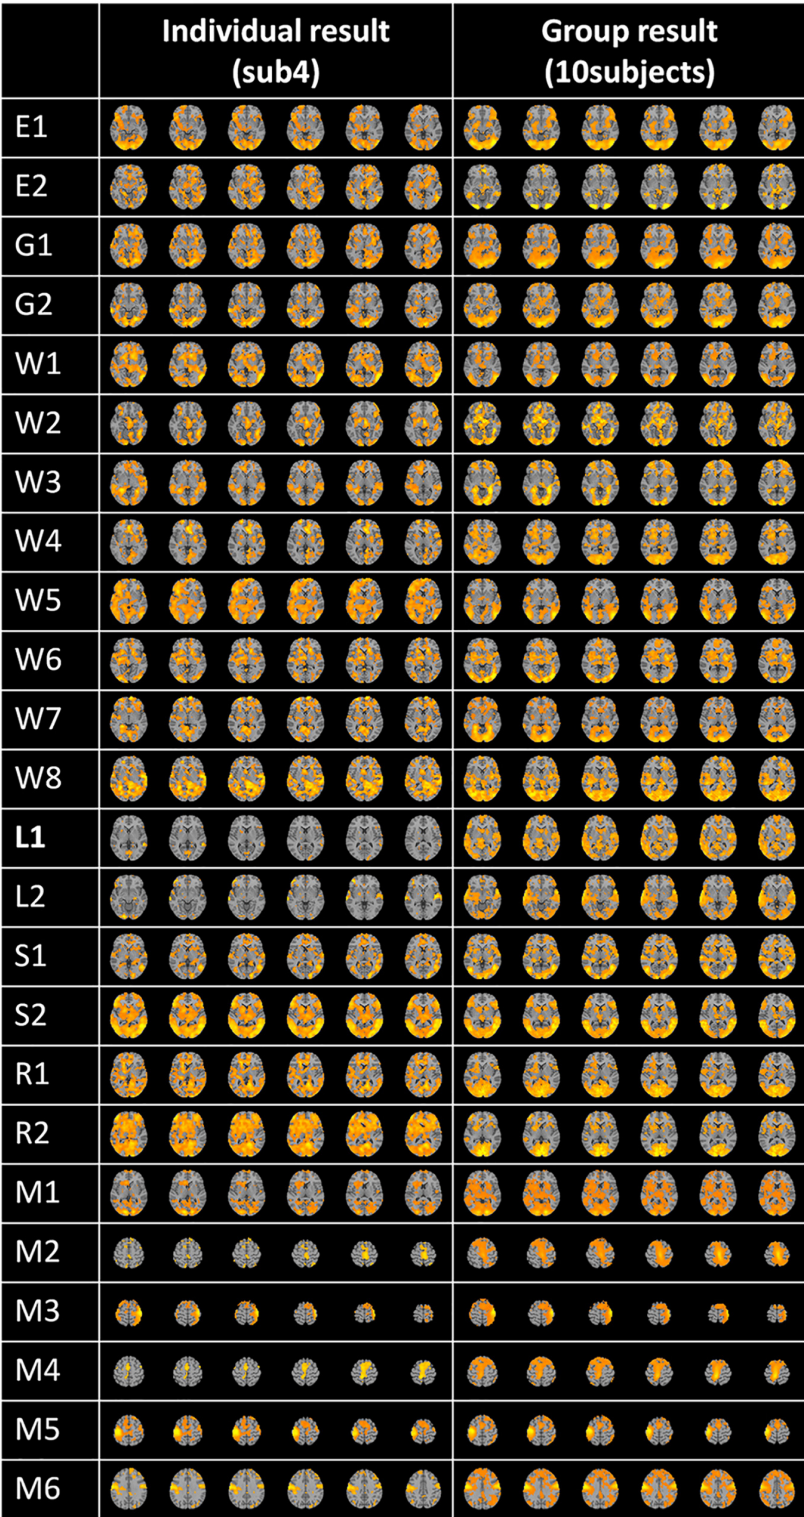 Individual result
(sub4)
Group result
(10subjects)
E1
E2
G1
G2
W1
W2
W3
W4
W5
W6
W7
W8
L1
L2
S1
S2
R1
R2
M1
M2
M3
M4
M5
M6